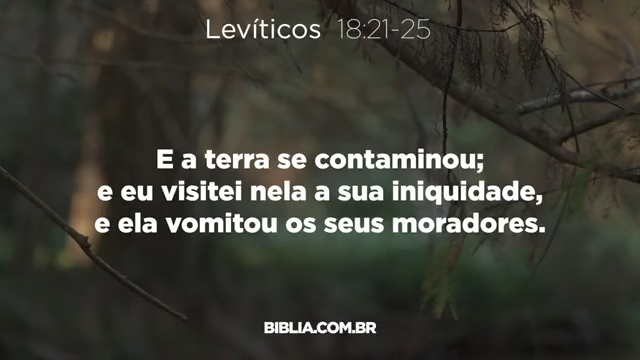 Levíticos 18:21-25
E a terra se contaminou;
e eu visitei nela a sua iniquidade,
e ela vomitou os seus moradores.
BIBLIA.COM.BR